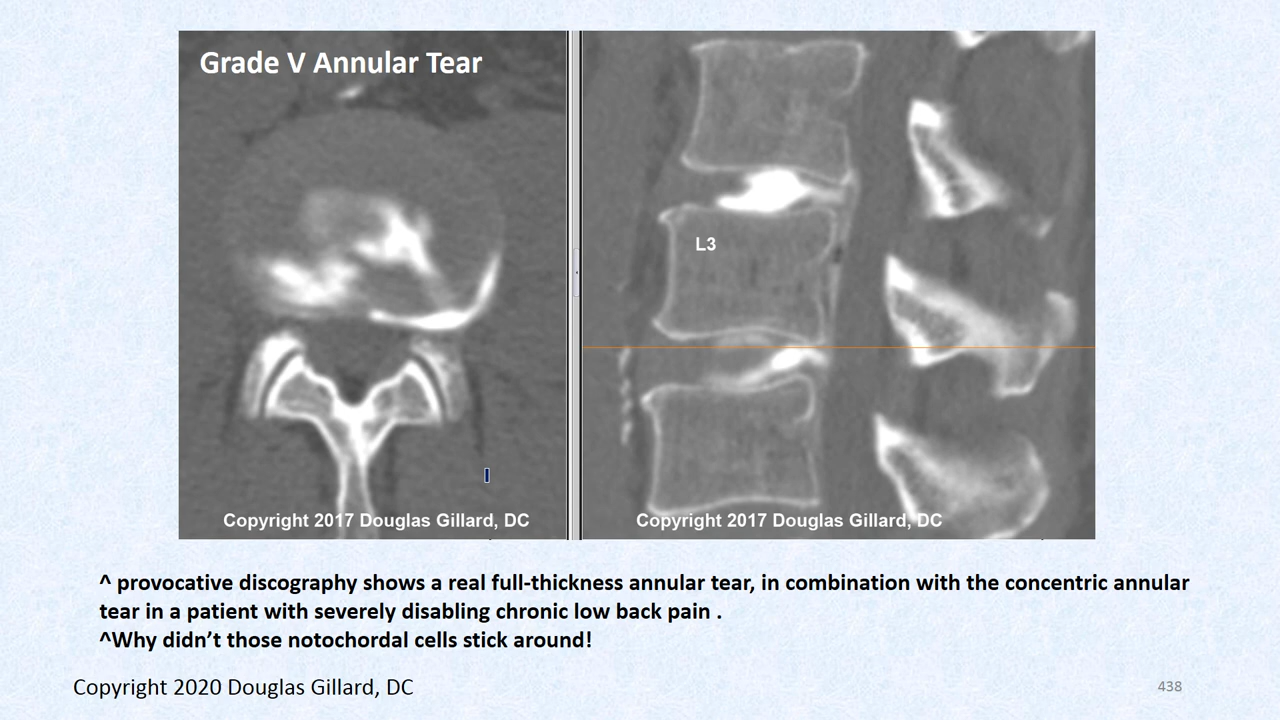 Grade V Annular Tear
L3
Copyright 2017 Douglas Gillard, DC
Copyright 2017 Douglas Gillard, DC
^ provocative discography shows a real full-thickness annular tear, in combination with the concentric annular
tear in a patient with severely disabling chronic low back pain .
^Why didn’t those notochordal cells stick around!
Copyright 2020 Douglas Gillard, DC
438